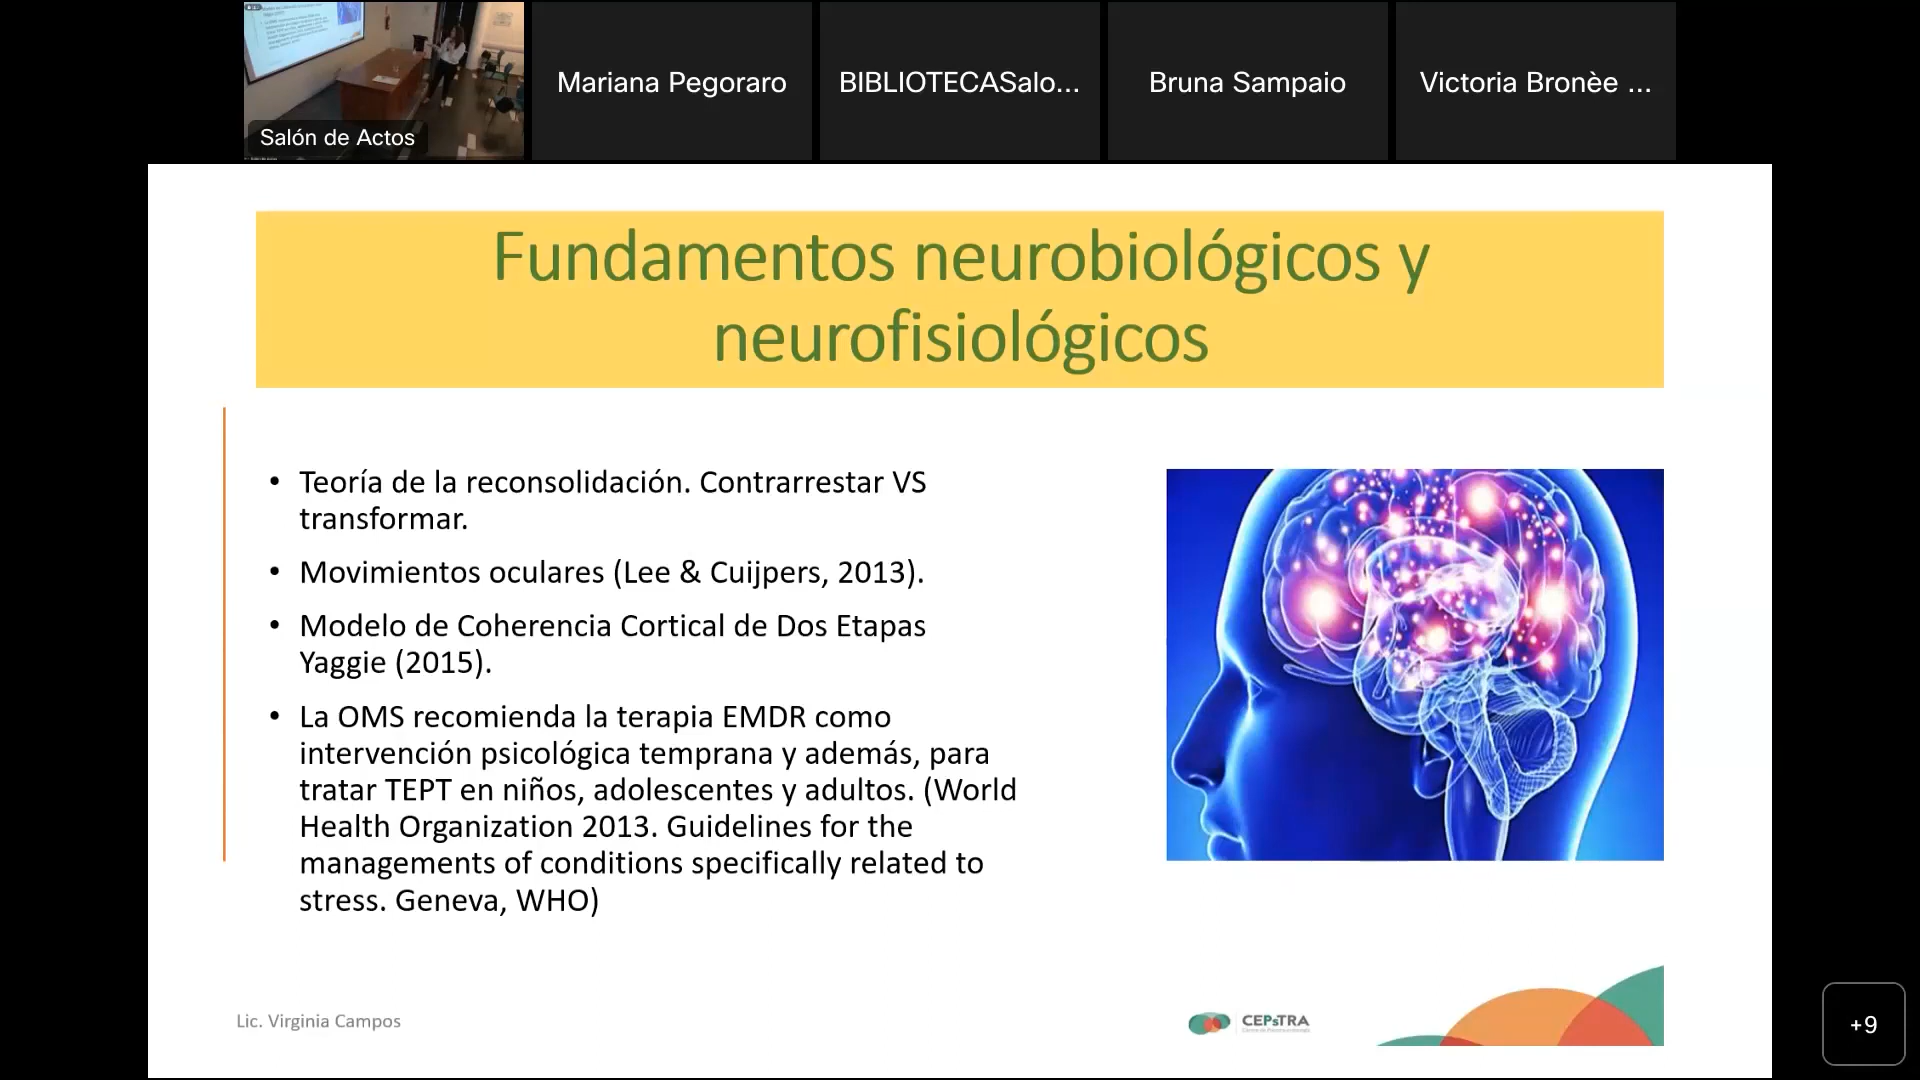 Salón de Actos
Mariana Pegoraro
BIBLIOTECASalo...
Bruna Sampaio
Victoria Bronèe ...
Fundamentos neurobiológicos y
neurofisiológicos
• Teoría de la reconsolidación. Contrarrestar VS
transformar.
• Movimientos oculares (Lee & Cuijpers, 2013).
• Modelo de Coherencia Cortical de Dos Etapas
Yaggie (2015).
• La OMS recomienda la terapia EMDR como
intervención psicológica temprana y además, para
tratar TEPT en niños, adolescentes y adultos. (World
Health Organization 2013. Guidelines for the
managements of conditions specifically related to
stress. Geneva, WHO)
Lic. Virginia Campos
CEPsTRA
+9